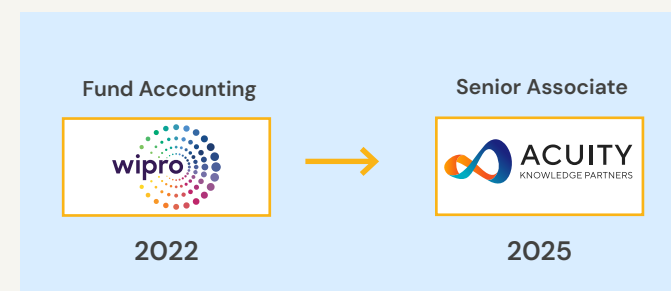 Fund Accounting
wipro
2022
Senior Associate
ACUITY
KNOWLEDGE PARTNERS
2025